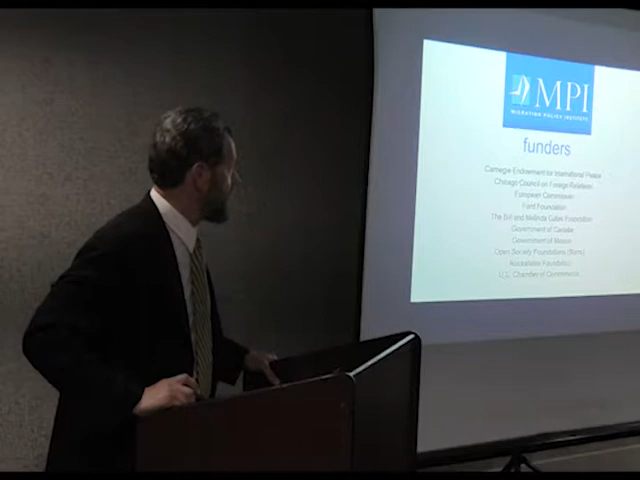 MPI
MIGRATION POLICY INSTITUTE
funders
Carnegie Endowment for International Peace
Chicago Council on Foreign Relations
European Commission
Ford Foundation
The Bill and Melinda Gates Foundation
Government of Canada
Government of Mexico
Open Society Foundations (Soros)
Rockefeller Foundation
U.S. Chamber of Commerce